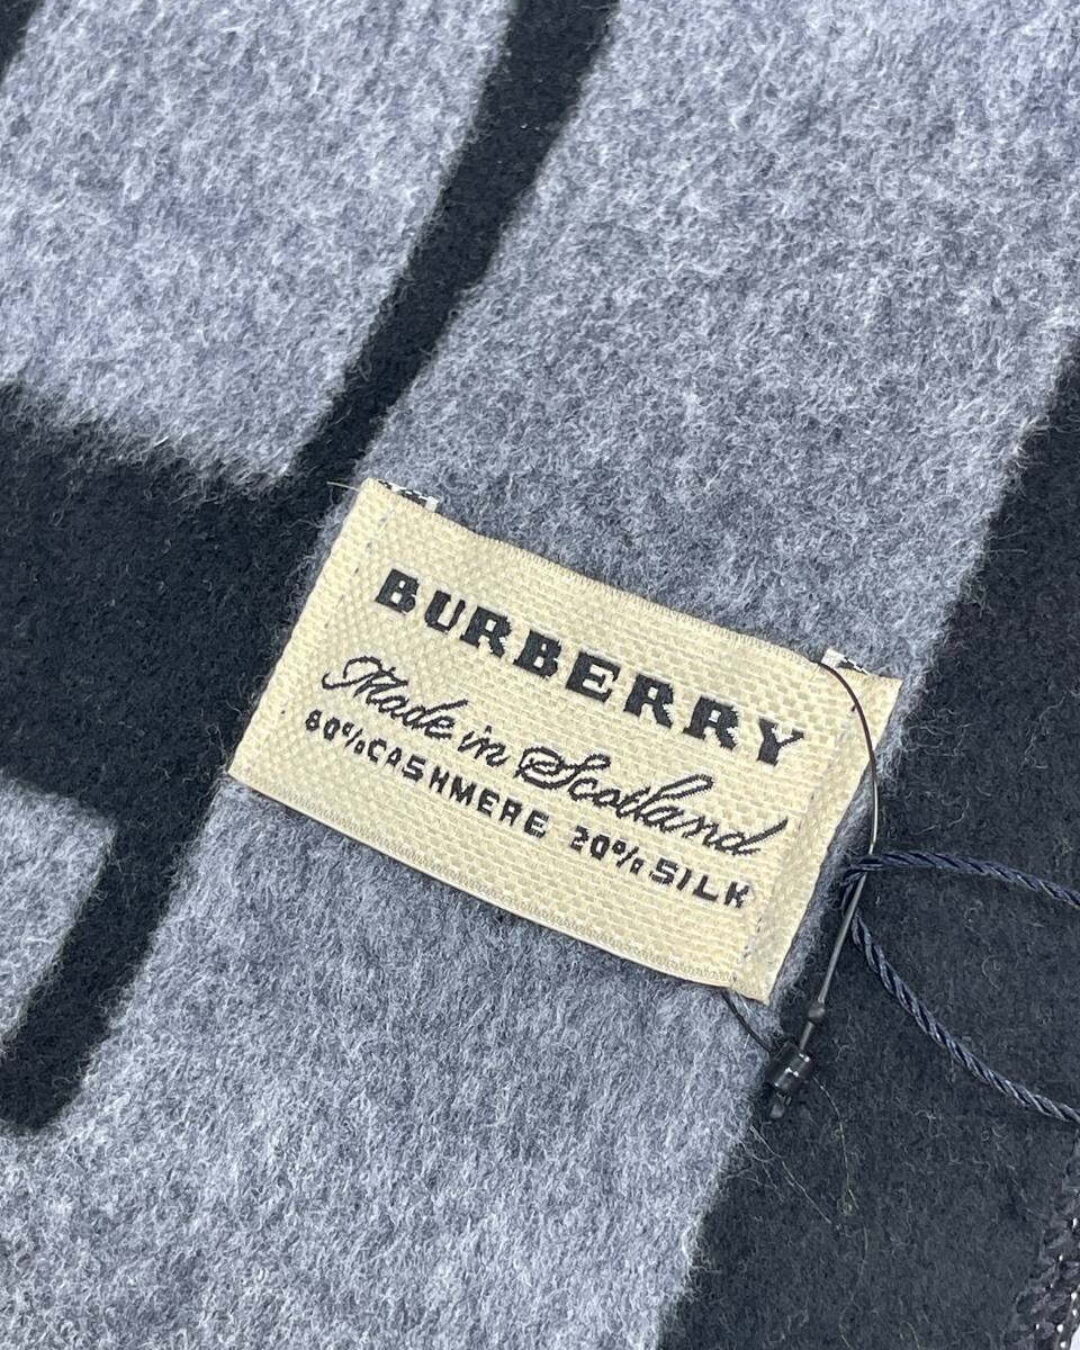 BURBERRY
Made in Scotland
80%CASHMERE 20%SILK